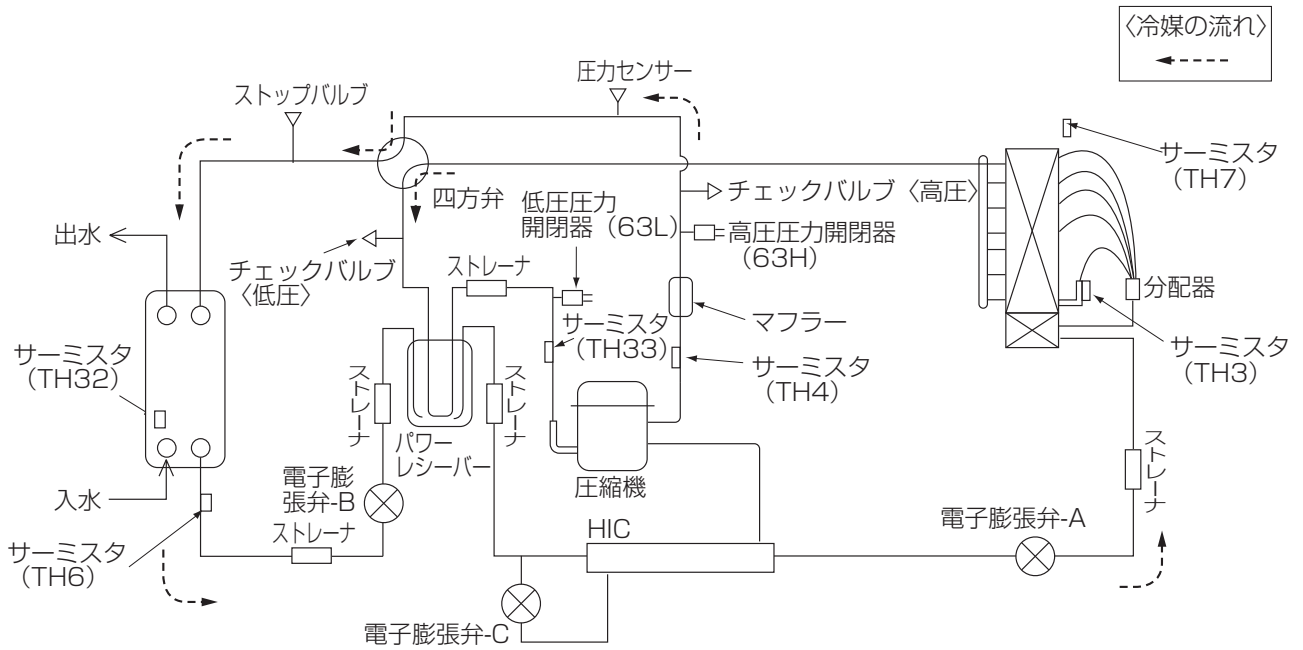 〈冷媒の流れ〉
圧力センサー
ストップバルブ
サーミスタ
(TH7)
四方弁
低圧圧力
開閉器(63L)
チェックバルブ〈高圧〉
高圧圧力開閉器
(63H)
出水
チェックバルブ
〈低圧〉
ストレーナ
分配器
マフラー
サーミスタ
(TH33)
サーミスタ
(TH3)
サーミスタ
(TH32)
サーミスタ
(TH4)
ストレーナ
ストレーナ
パワー
レシーバー
ストレーナ
圧縮機
入水
電子膨
張弁-B
ストレーナ
HIC
電子膨張弁-A
サーミスタ
(TH6)
電子膨張弁-C